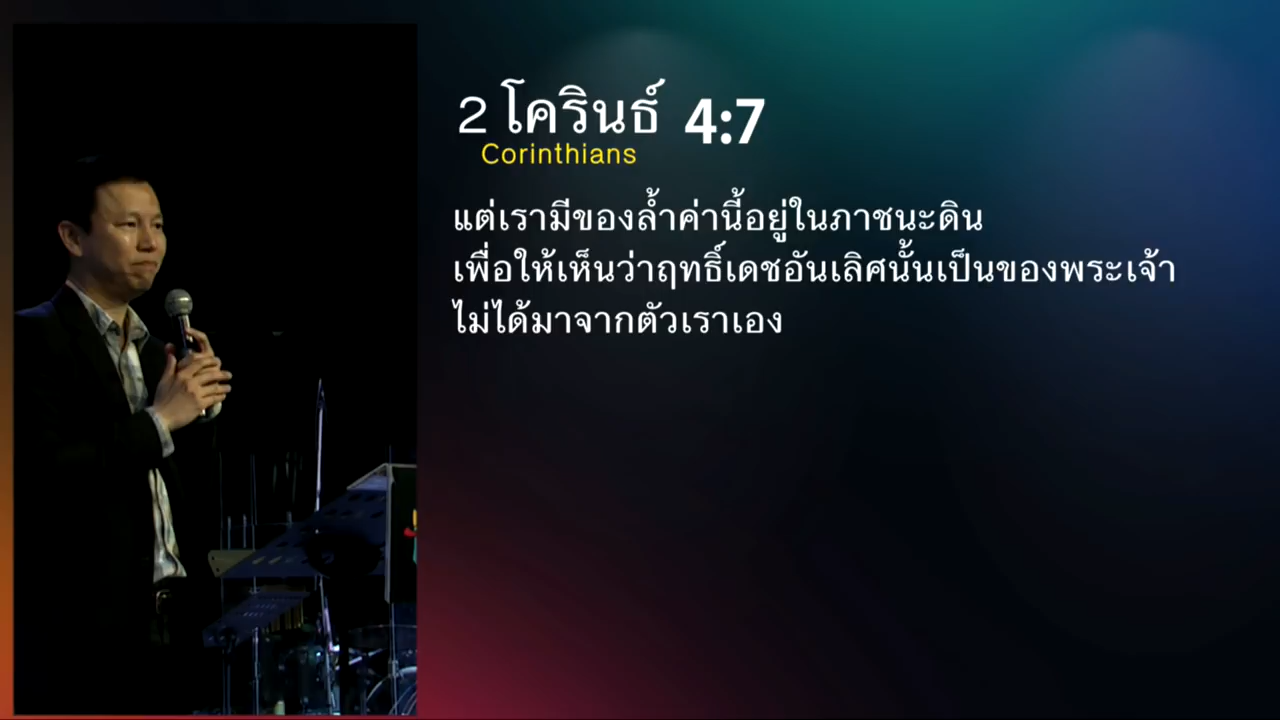 2 โครินธ์ 4:7
Corinthians
แต่เรามีของล้ำค่านี้อยู่ในภาชนะดิน
เพื่อให้เห็นว่าฤทธิ์เดชอันเลิศนั้นเป็นของพระเจ้า
ไม่ได้มาจากตัวเราเอง